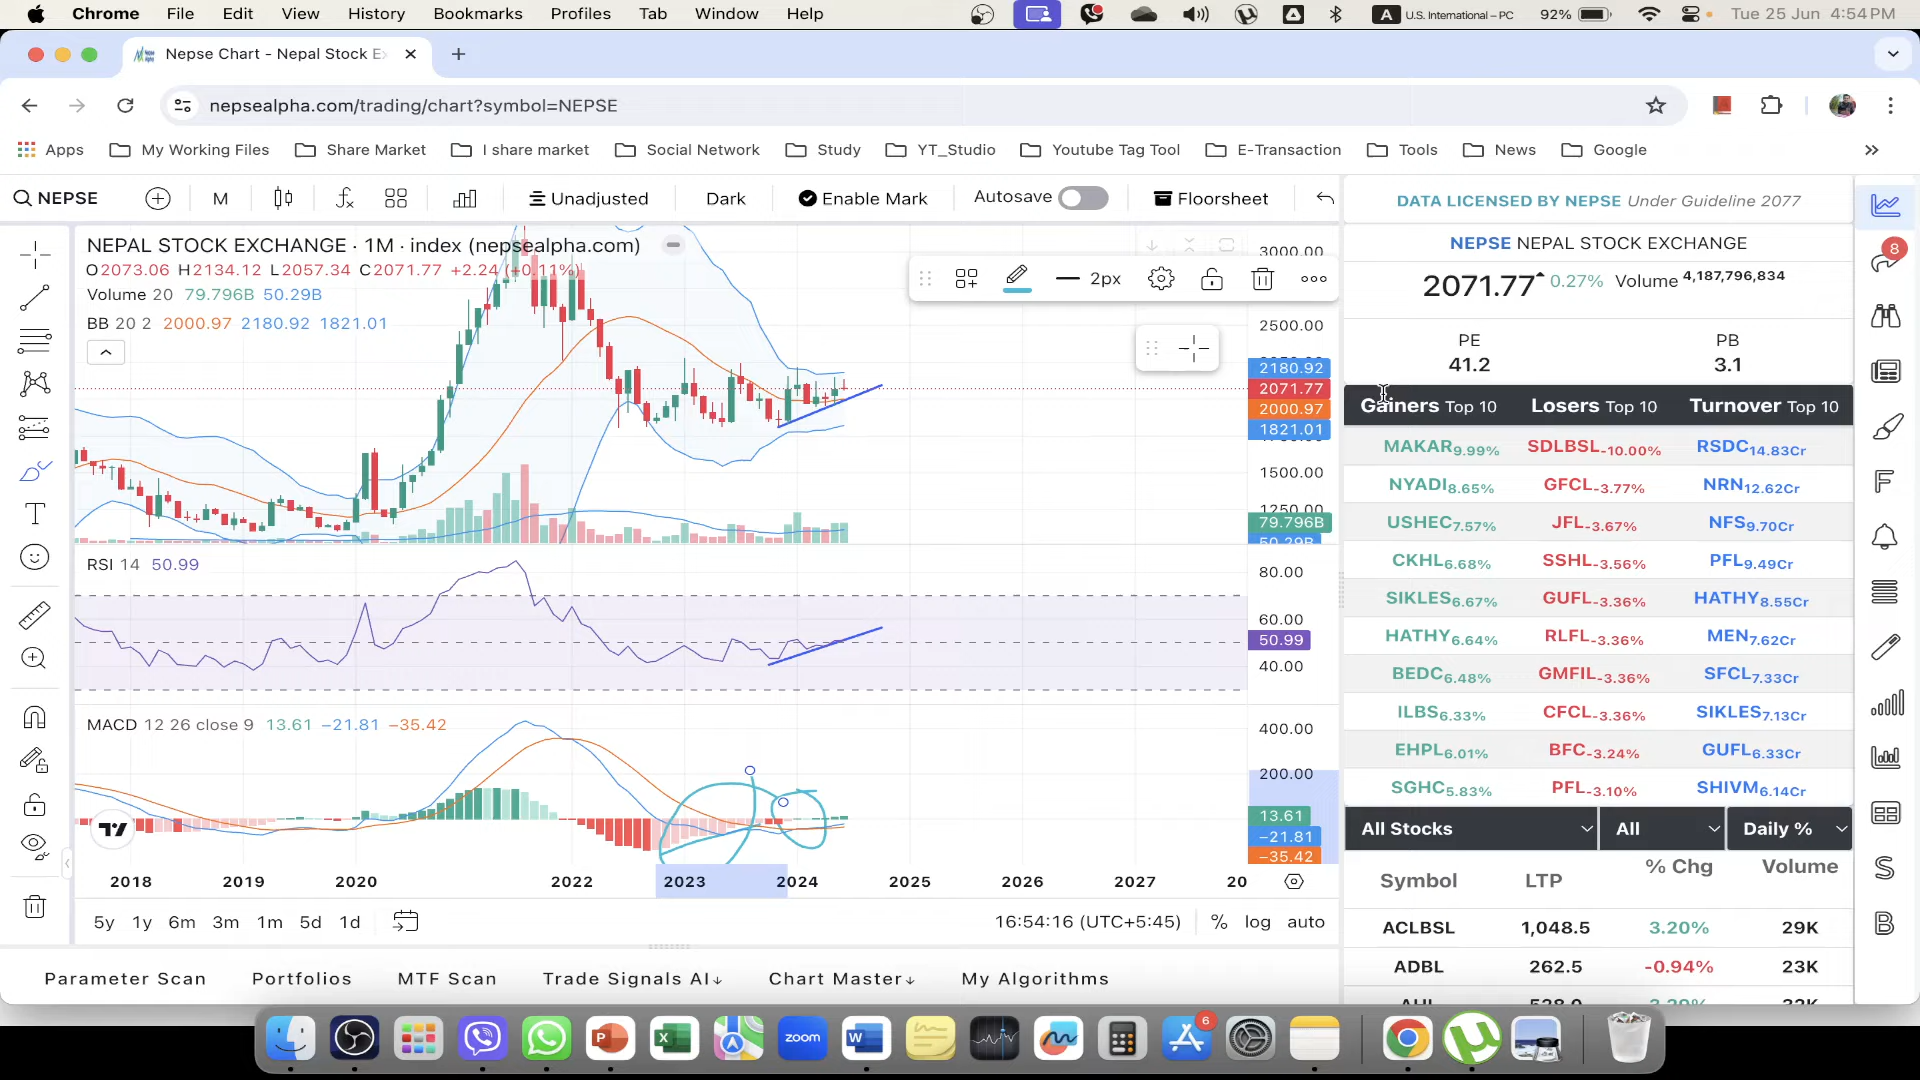 Chrome File Edit View History Bookmarks Profiles Tab Window Help A U.S. International – PC 92% Tue 25 Jun 4:54 PM
Nepse Chart - Nepal Stock Ex
nepsealpha.com/trading/chart?symbol=NEPSE
Apps My Working Files Share Market I share market Social Network Study YT_Studio Youtube Tag Tool E-Transaction Tools News Google
NEPSE M Unadjusted Dark Enable Mark Autosave Floorsheet
NEPAL STOCK EXCHANGE · 1M · index (nepsealpha.com)
O2073.06 H2134.12 L2057.34 C2071.77 +2.24 (+0.11%)
Volume 20 79.796B 50.29B
BB 20 2 2000.97 2180.92 1821.01
2px
3000.00
2500.00
2180.92
2071.77
2000.97
1821.01
1500.00
1250.00
79.796B
50.29B
RSI 14 50.99
80.00
60.00
50.99
40.00
MACD 12 26 close 9 13.61 −21.81 −35.42
400.00
200.00
13.61
−21.81
−35.42
2018 2019 2020 2022 2023 2024 2025 2026 2027 20
5y 1y 6m 3m 1m 5d 1d 16:54:16 (UTC+5:45) % log auto
Parameter Scan Portfolios MTF Scan Trade Signals AI↓ Chart Master↓ My Algorithms
DATA LICENSED BY NEPSE Under Guideline 2077
NEPSE NEPAL STOCK EXCHANGE
2071.77 0.27% Volume 4,187,796,834
PE PB
41.2 3.1
Gainers Top 10 Losers Top 10 Turnover Top 10
MAKAR9.99% SDLBSL-10.00% RSDC14.83Cr
NYADI8.65% GFCL-3.77% NRN12.62Cr
USHEC7.57% JFL-3.67% NFS9.70Cr
CKHL6.68% SSHL-3.56% PFL9.49Cr
SIKLES6.67% GUFL-3.36% HATHY8.55Cr
HATHY6.64% RLFL-3.36% MEN7.62Cr
BEDC6.48% GMFIL-3.36% SFCL7.33Cr
ILBS6.33% CFCL-3.36% SIKLES7.13Cr
EHPL6.01% BFC-3.24% GUFL6.33Cr
SGHC5.83% PFL-3.10% SHIVM6.14Cr
All Stocks All Daily %
Symbol LTP % Chg Volume
ACLBSL 1,048.5 3.20% 29K
ADBL 262.5 -0.94% 23K
8
F
S
B
zoom
6